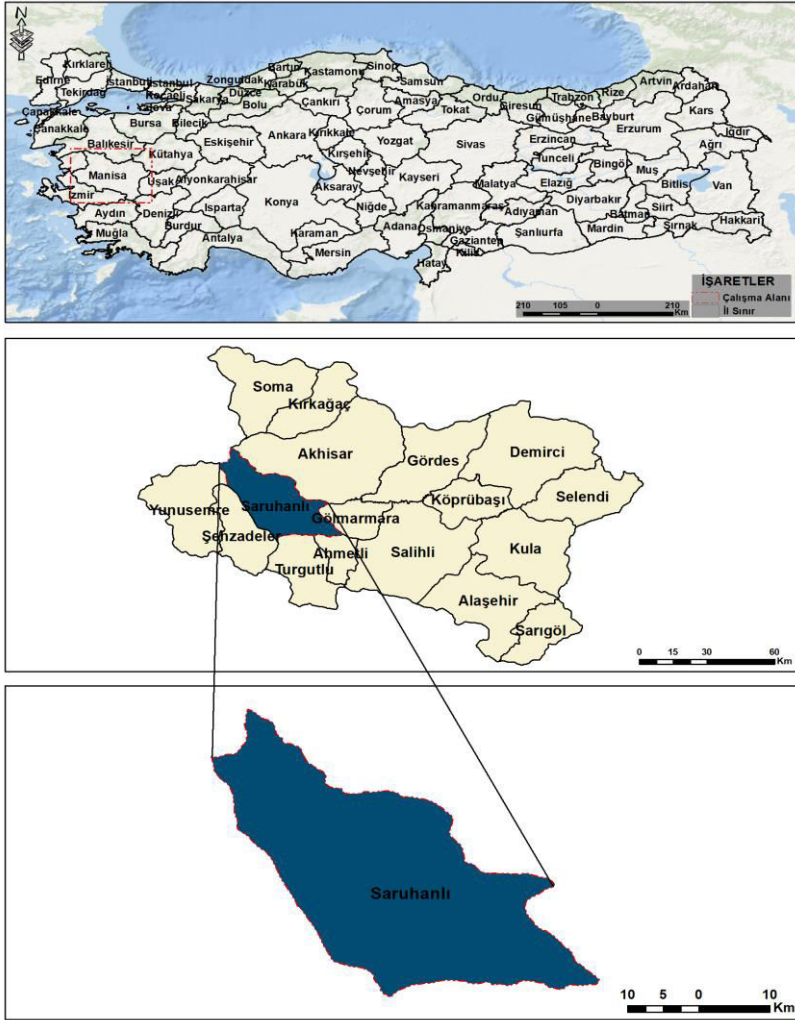 N
Kırklareli
Edirne
Tekirdağ
İstanbul
İstanbul
Kocaeli
Yalova
Sakarya
Zonguldak
Düzce
Bolu
Bartın
Karabük
Kastamonu
Sinop
Çankırı
Samsun
Amasya
Çorum
Tokat
Ordu
Giresun
Trabzon
Gümüşhane
Rize
Bayburt
Artvin
Ardahan
Kars
Erzurum
Iğdır
Ağrı
Çanakkale
Çanakkale
Bursa
Bilecik
Balıkesir
Kütahya
Eskişehir
Ankara
Kırıkkale
Kırşehir
Yozgat
Sivas
Erzincan
Tunceli
Bingöl
Muş
Manisa
Uşak
Afyonkarahisar
Nevşehir
Kayseri
Aksaray
Malatya
Elazığ
Bitlis
Van
İzmir
Aydın
Denizli
Isparta
Konya
Niğde
Kahramanmaraş
Adıyaman
Diyarbakır
Batman
Siirt
Hakkari
Muğla
Burdur
Antalya
Karaman
Mersin
Adana
Osmaniye
Gaziantep
Kilis
Şanlıurfa
Mardin
Şırnak
Hatay
İŞARETLER
Çalışma Alanı
İl Sınır
210 105 0 210
Km
Soma
Kırkağaç
Akhisar
Gördes
Demirci
Köprübaşı
Selendi
Yunusemre
Saruhanlı
Gölmarmara
Şehzadeler
Ahmetli
Salihli
Kula
Turgutlu
Alaşehir
Sarıgöl
0 15 30 60
Km
Saruhanlı
10 5 0 10
Km